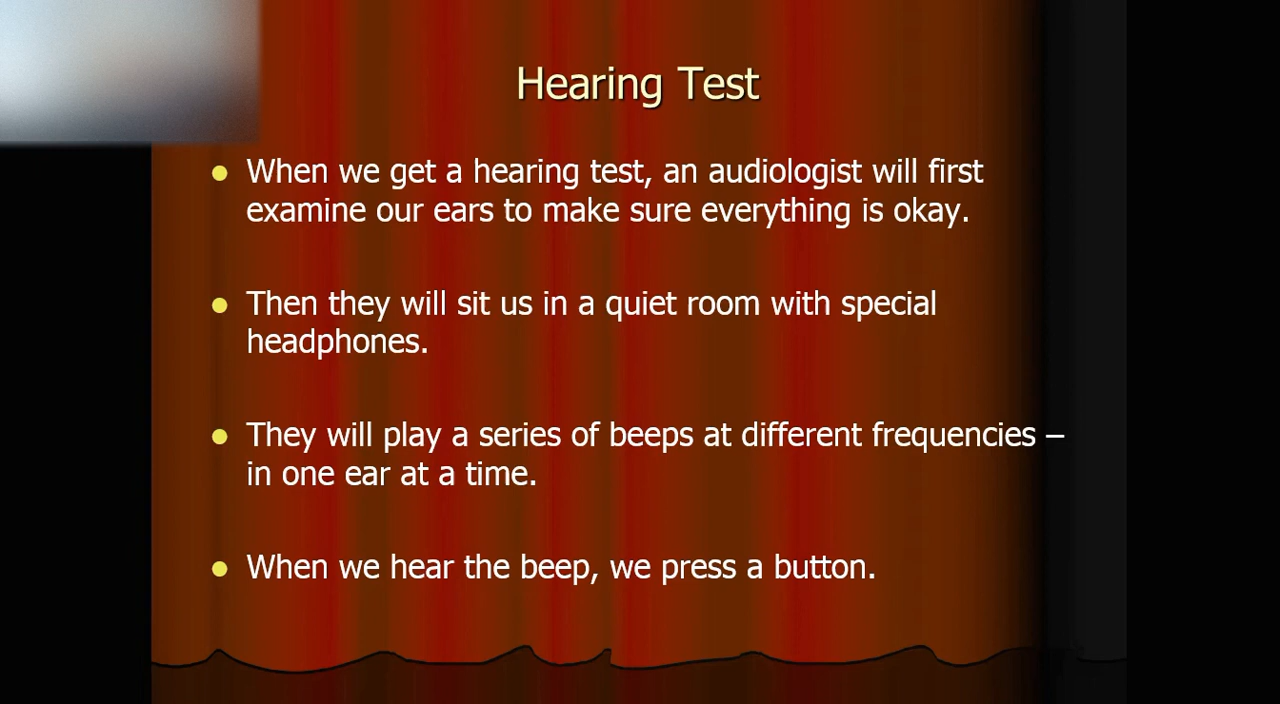 Hearing Test
When we get a hearing test, an audiologist will first
examine our ears to make sure everything is okay.
Then they will sit us in a quiet room with special
headphones.
They will play a series of beeps at different frequencies –
in one ear at a time.
When we hear the beep, we press a button.